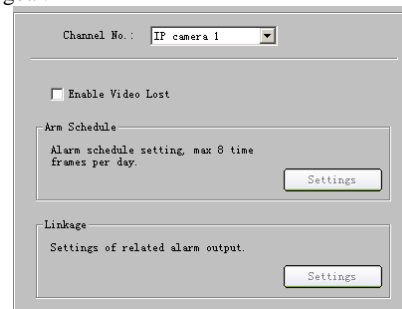 Channel No.: IP camera 1
Enable Video Lost
Arm Schedule
Alarm schedule setting, max 8 time
frames per day.
Settings
Linkage
Settings of related alarm output.
Settings